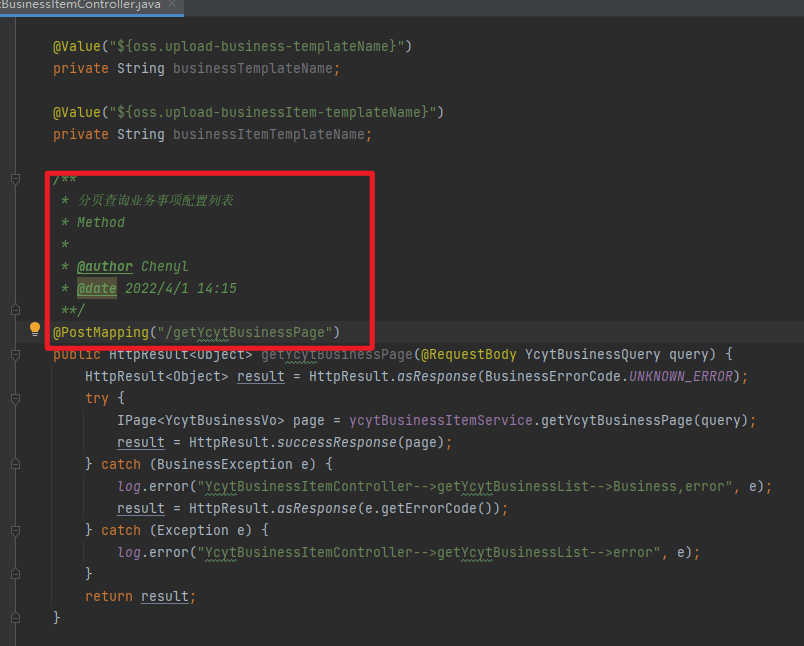 tBusinessItemController.java
@Value("${oss.upload-business-templateName}")
private String businessTemplateName;
@Value("${oss.upload-businessItem-templateName}")
private String businessItemTemplateName;
/**
* 分页查询业务事项配置列表
* Method
*
* @author Chenyl
* @date 2022/4/1 14:15
**/
@PostMapping("/getYcytBusinessPage")
public HttpResult<Object> getYcytBusinessPage(@RequestBody YcytBusinessQuery query) {
HttpResult<Object> result = HttpResult.asResponse(BusinessErrorCode.UNKNOWN_ERROR);
try {
IPage<YcytBusinessVo> page = ycytBusinessItemService.getYcytBusinessPage(query);
result = HttpResult.successResponse(page);
} catch (BusinessException e) {
log.error("YcytBusinessItemController-->getYcytBusinessList-->Business,error", e);
result = HttpResult.asResponse(e.getErrorCode());
} catch (Exception e) {
log.error("YcytBusinessItemController-->getYcytBusinessList-->error", e);
}
return result;
}